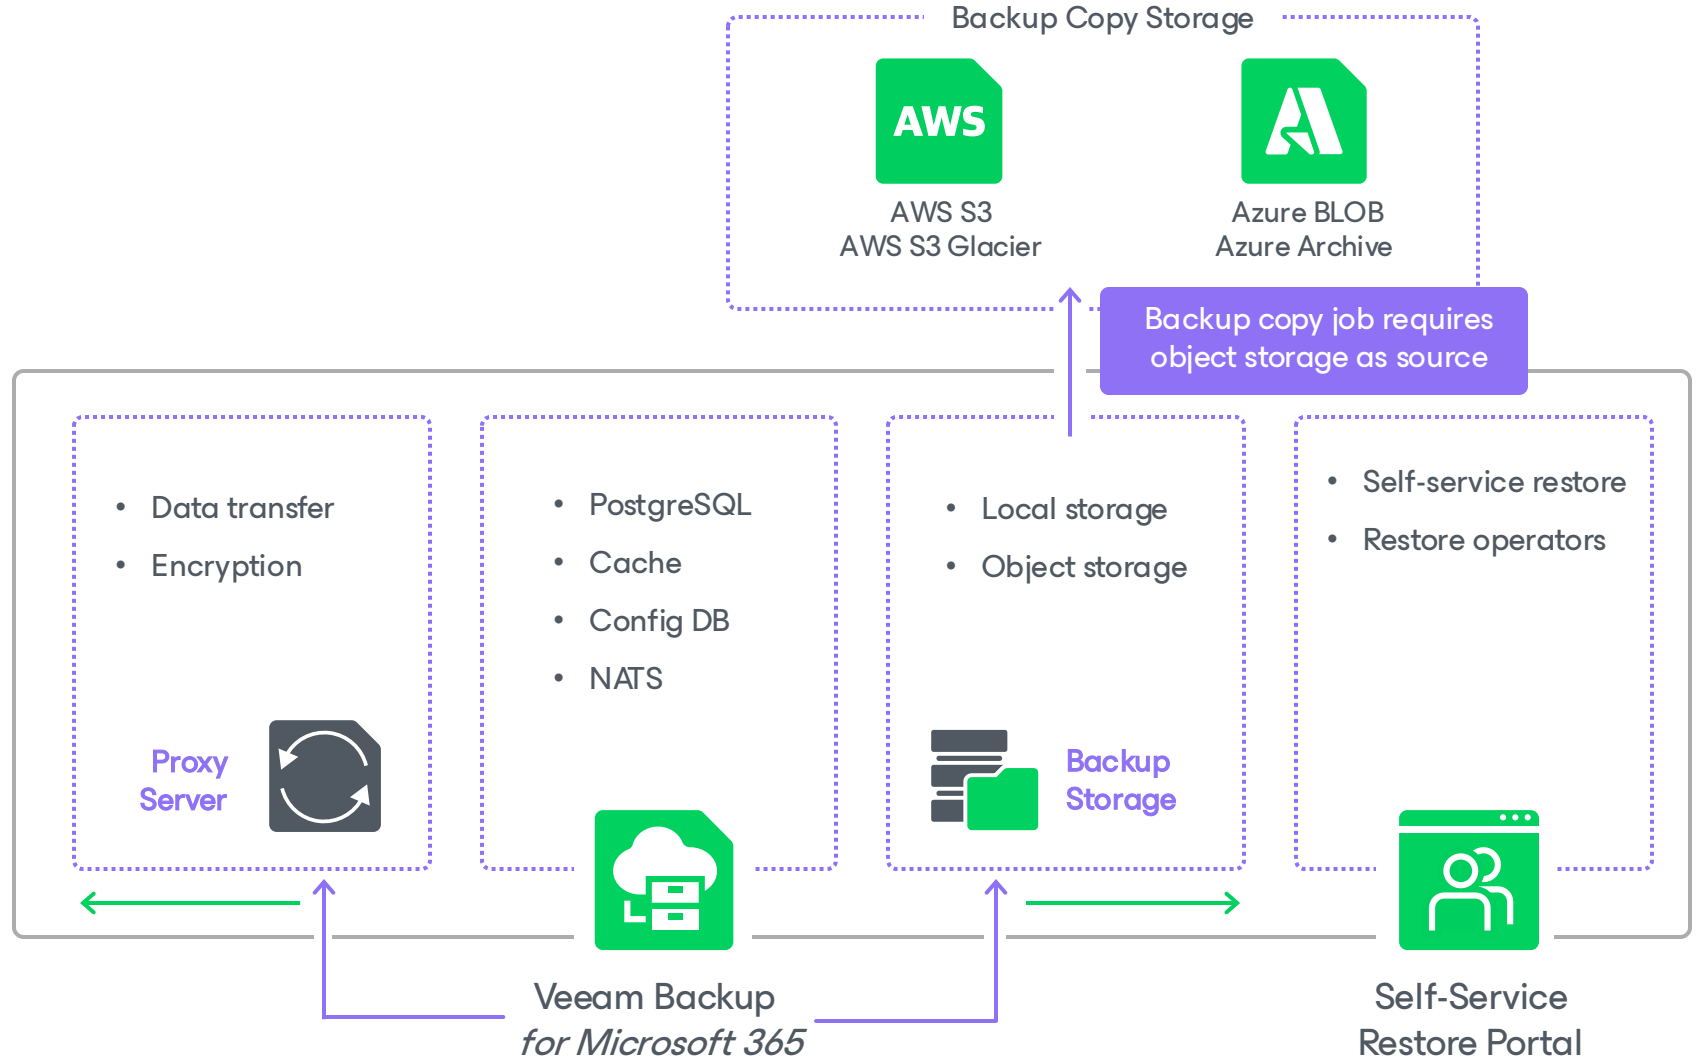 Backup Copy Storage
AWS
AWS S3
AWS S3 Glacier
Azure BLOB
Azure Archive
Backup copy job requires
object storage as source
• Data transfer
• Encryption
Proxy
Server
• PostgreSQL
• Cache
• Config DB
• NATS
• Local storage
• Object storage
Backup
Storage
• Self-service restore
• Restore operators
Veeam Backup
for Microsoft 365
Self-Service
Restore Portal